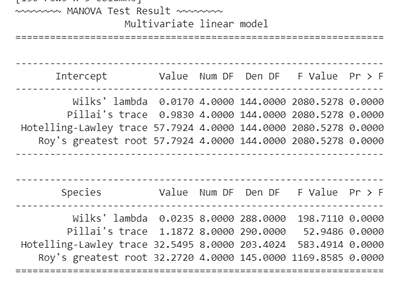 ~~~~~~~~ MANOVA Test Result ~~~~~~~~
Multivariate linear model
Intercept Value Num DF Den DF F Value Pr > F
Wilks' lambda 0.0170 4.0000 144.0000 2080.5278 0.0000
Pillai's trace 0.9830 4.0000 144.0000 2080.5278 0.0000
Hotelling-Lawley trace 57.7924 4.0000 144.0000 2080.5278 0.0000
Roy's greatest root 57.7924 4.0000 144.0000 2080.5278 0.0000
Species Value Num DF Den DF F Value Pr > F
Wilks' lambda 0.0235 8.0000 288.0000 198.7110 0.0000
Pillai's trace 1.1872 8.0000 290.0000 52.9486 0.0000
Hotelling-Lawley trace 32.5495 8.0000 203.4024 583.4914 0.0000
Roy's greatest root 32.2720 4.0000 145.0000 1169.8585 0.0000